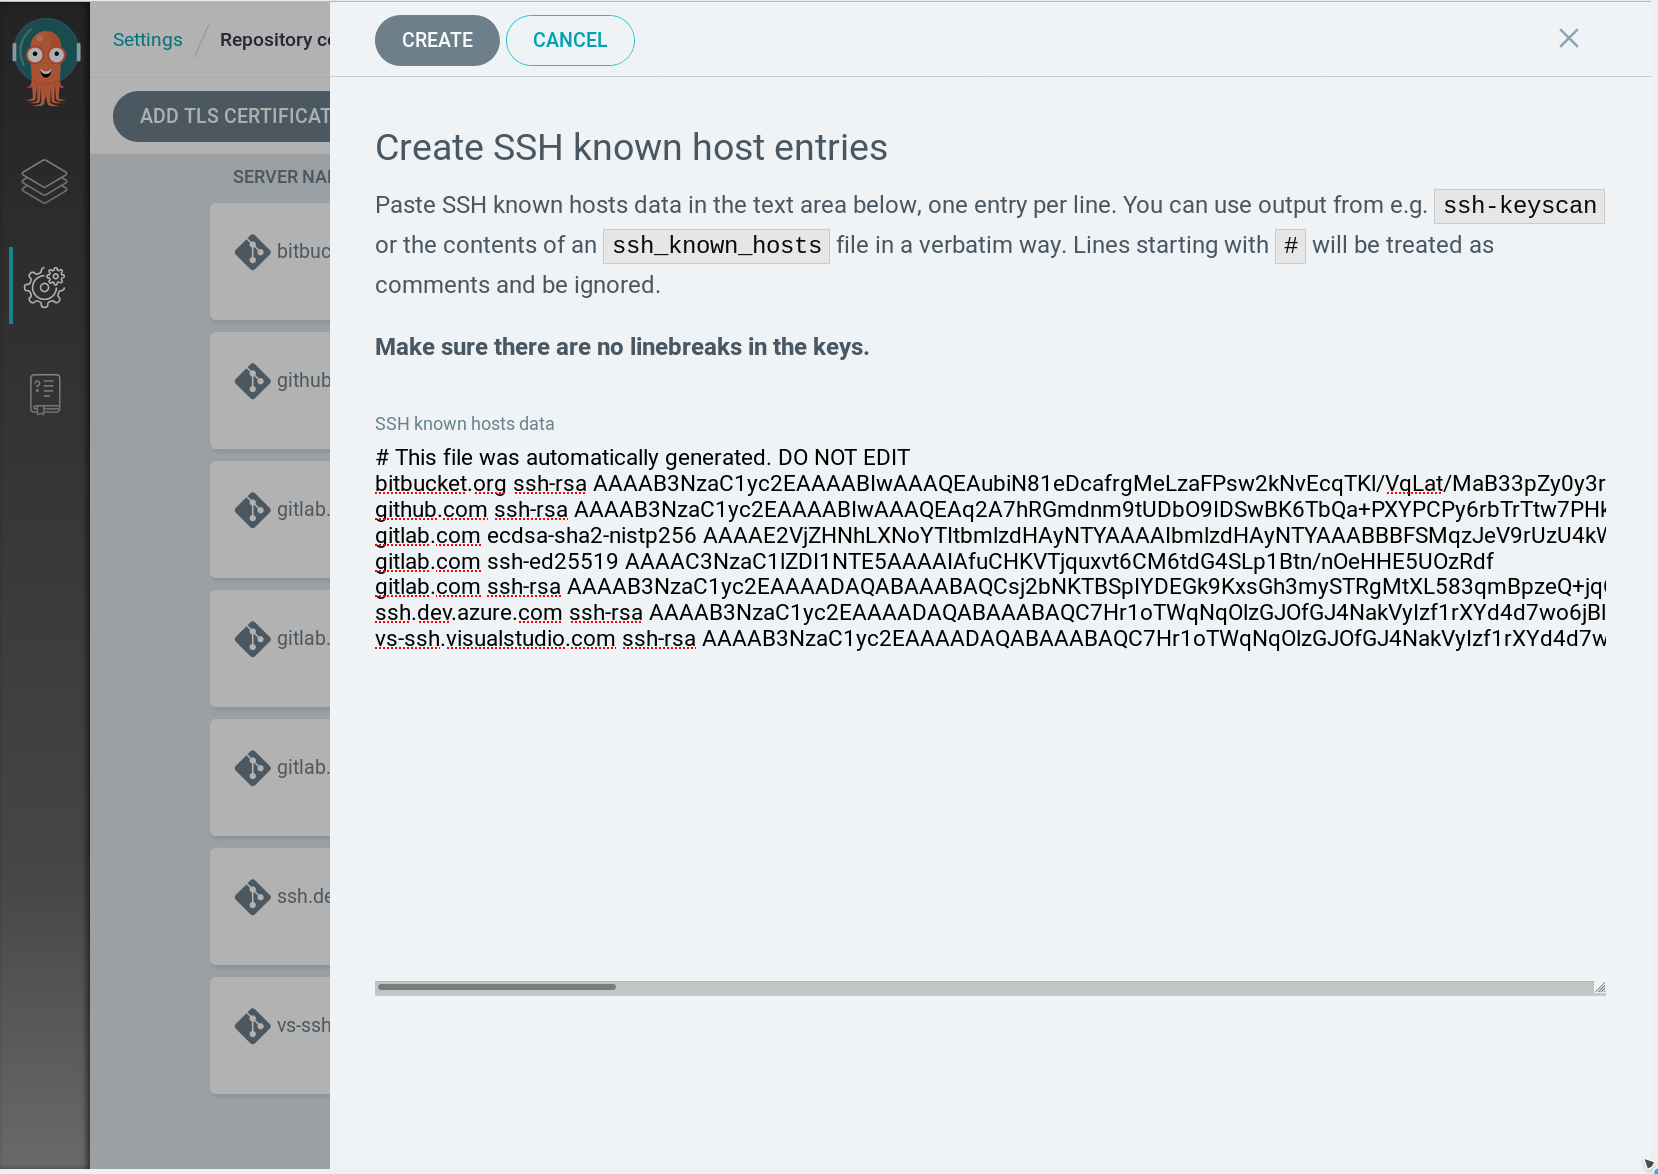 Settings / Repository
CREATE CANCEL
ADD TLS CERTIFICAT
Create SSH known host entries
SERVER NA
Paste SSH known hosts data in the text area below, one entry per line. You can use output from e.g. ssh-keyscan
or the contents of an ssh_known_hosts file in a verbatim way. Lines starting with # will be treated as
comments and be ignored.
Make sure there are no linebreaks in the keys.
SSH known hosts data
# This file was automatically generated. DO NOT EDIT
bitbucket.org ssh-rsa AAAAB3NzaC1yc2EAAAABIwAAAQEAubiN81eDcafrgMeLzaFPsw2kNvEcqTKl/VqLat/MaB33pZy0y3r
github.com ssh-rsa AAAAB3NzaC1yc2EAAAABIwAAAQEAq2A7hRGmdnm9tUDbO9IDSwBK6TbQa+PXYPCPy6rbTrTtw7PHk
gitlab.com ecdsa-sha2-nistp256 AAAAE2VjZHNhLXNoYTItbmlzdHAyNTYAAAAIbmlzdHAyNTYAAABBBFSMqzJeV9rUzU4kW
gitlab.com ssh-ed25519 AAAAC3NzaC1lZDI1NTE5AAAAIAfuCHKVTjquxvt6CM6tdG4SLp1Btn/nOeHHE5UOzRdf
gitlab.com ssh-rsa AAAAB3NzaC1yc2EAAAADAQABAAABAQCsj2bNKTBSpIYDEGk9KxsGh3mySTRgMtXL583qmBpzeQ+jq
ssh.dev.azure.com ssh-rsa AAAAB3NzaC1yc2EAAAADAQABAAABAQC7Hr1oTWqNqOlzGJOfGJ4NakVyIzf1rXYd4d7wo6jBl
vs-ssh.visualstudio.com ssh-rsa AAAAB3NzaC1yc2EAAAADAQABAAABAQC7Hr1oTWqNqOlzGJOfGJ4NakVyIzf1rXYd4d7w
bitbuc
github
gitlab.
gitlab.
gitlab.
ssh.de
vs-ssh